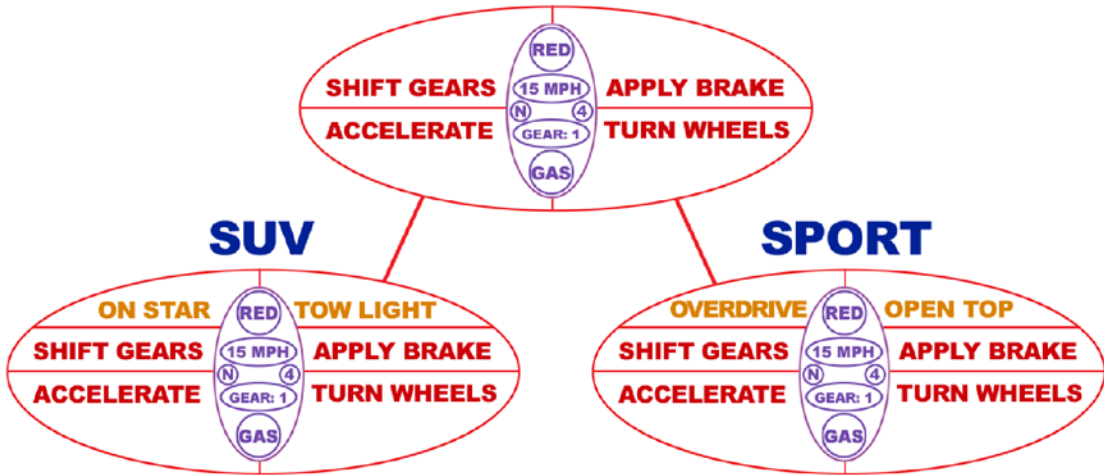 RED
SHIFT GEARS 15 MPH APPLY BRAKE
N 4
ACCELERATE GEAR: 1 TURN WHEELS
GAS
SUV
ON STAR RED TOW LIGHT
SHIFT GEARS 15 MPH APPLY BRAKE
N 4
ACCELERATE GEAR: 1 TURN WHEELS
GAS
SPORT
OVERDRIVE RED OPEN TOP
SHIFT GEARS 15 MPH APPLY BRAKE
N 4
ACCELERATE GEAR: 1 TURN WHEELS
GAS